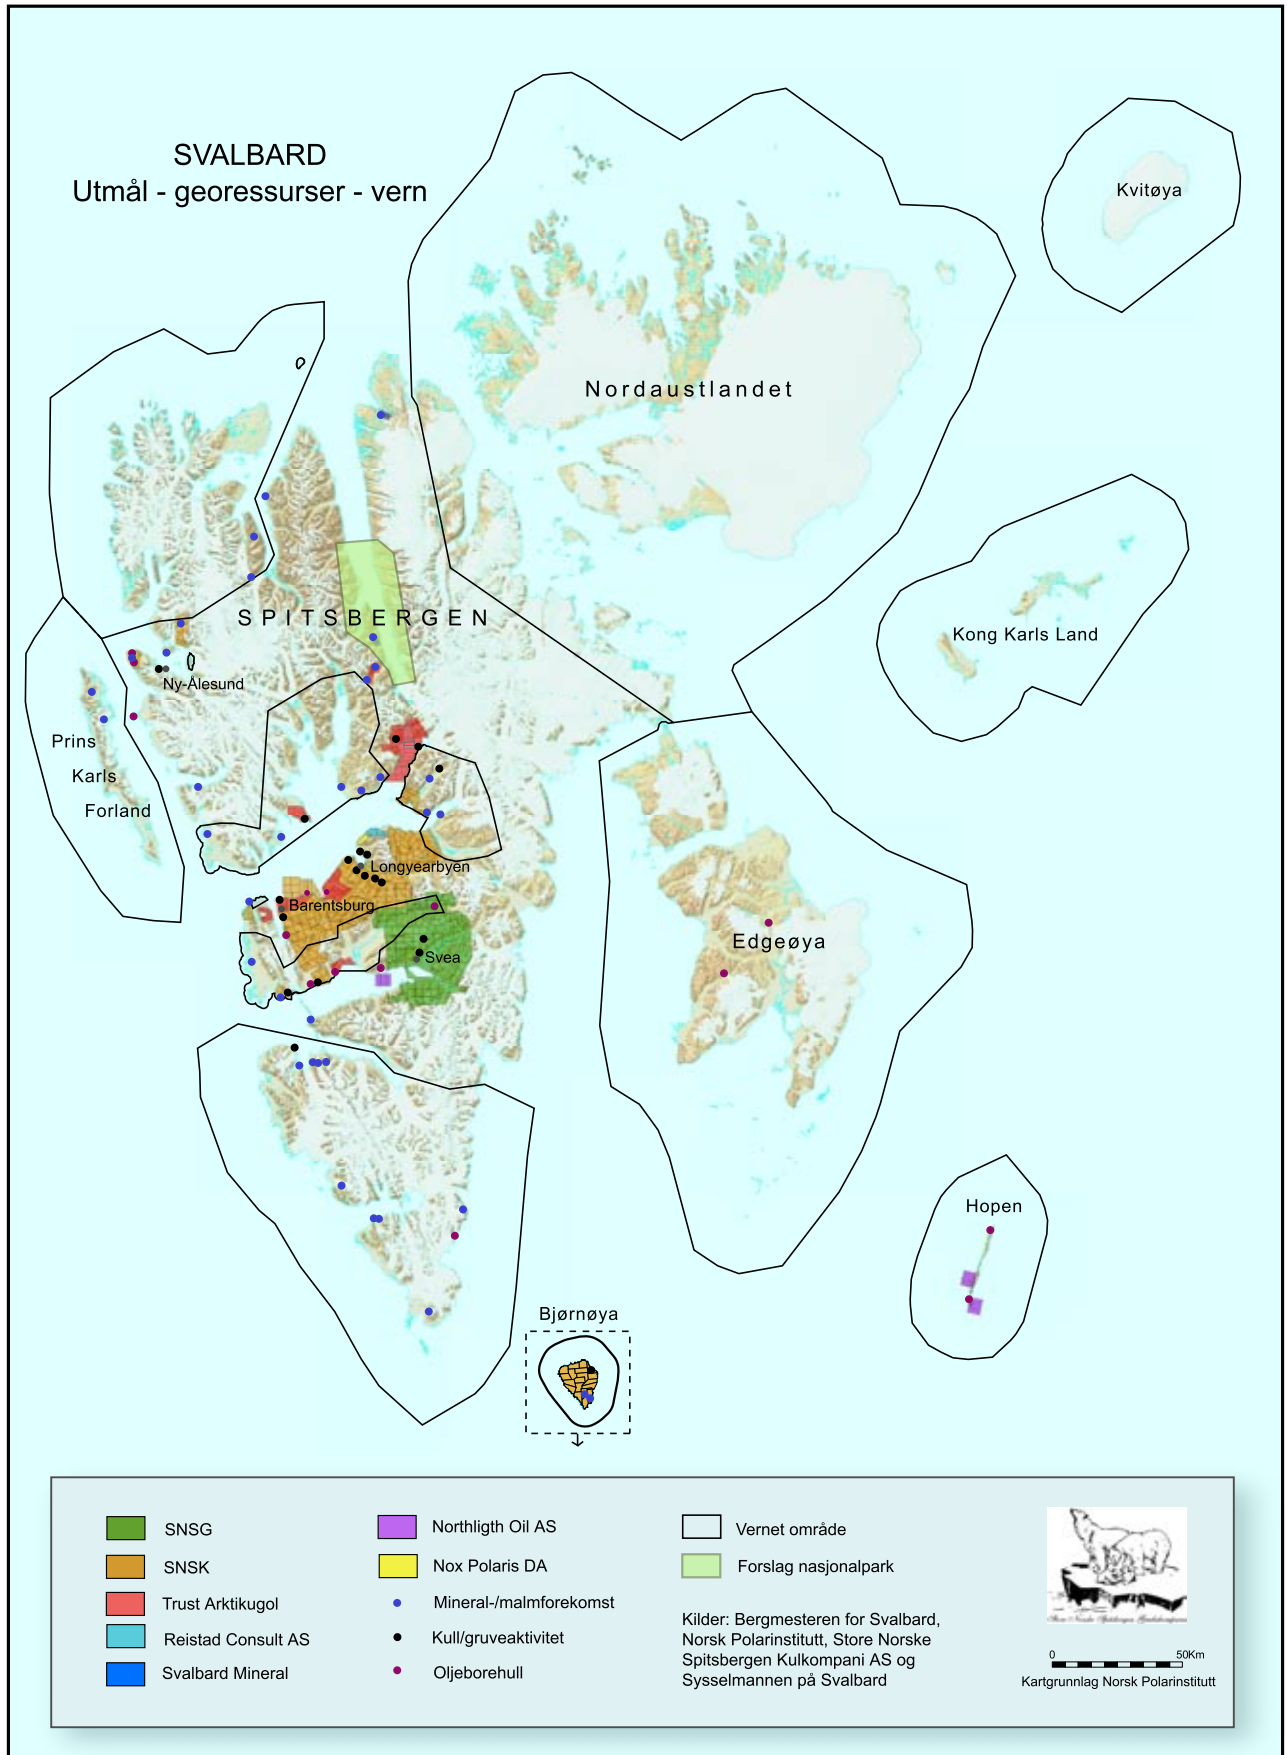 SVALBARD
Utmål - georessurser - vern
Kvitøya
Nordaustlandet
SPITSBERGEN
Kong Karls Land
Ny-Ålesund
Prins
Karls
Forland
Longyearbyen
Barentsburg
Edgeøya
Svea
Hopen
Bjørnøya
SNSG
SNSK
Trust Arktikugol
Reistad Consult AS
Svalbard Mineral
Northligth Oil AS
Nox Polaris DA
Mineral-/malmforekomst
Kull/gruveaktivitet
Oljeborehull
Vernet område
Forslag nasjonalpark
Kilder: Bergmesteren for Svalbard,
Norsk Polarinstitutt, Store Norske
Spitsbergen Kulkompani AS og
Sysselmannen på Svalbard
0 50Km
Kartgrunnlag Norsk Polarinstitutt